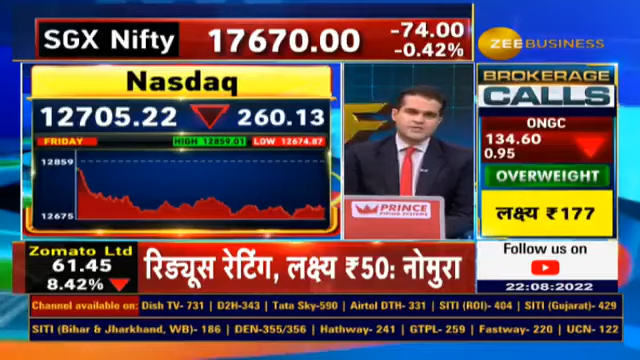 SGX Nifty 17670.00 -74.00
-0.42%
ZEE BUSINESS
Nasdaq
12705.22 260.13
FRIDAY HIGH 12859.01 LOW 12674.87
12859
12675
PRINCE
PIPING SYSTEMS
BROKERAGE
CALLS
ONGC
134.60
0.95
OVERWEIGHT
लक्ष्य ₹177
Zomato Ltd
61.45
8.42%
रिड्यूस रेटिंग, लक्ष्य ₹50: नोमुरा
Follow us on
22:08:2022
Channel available on: Dish TV- 731 | D2H-343 | Tata Sky-590 | Airtel DTH- 331 | SITI (ROI)- 404 | SITI (Gujarat)- 429
SITI (Bihar & Jharkhand, WB)- 186 | DEN-355/356 | Hathway- 241 | GTPL- 259 | Fastway- 220 | UCN- 122